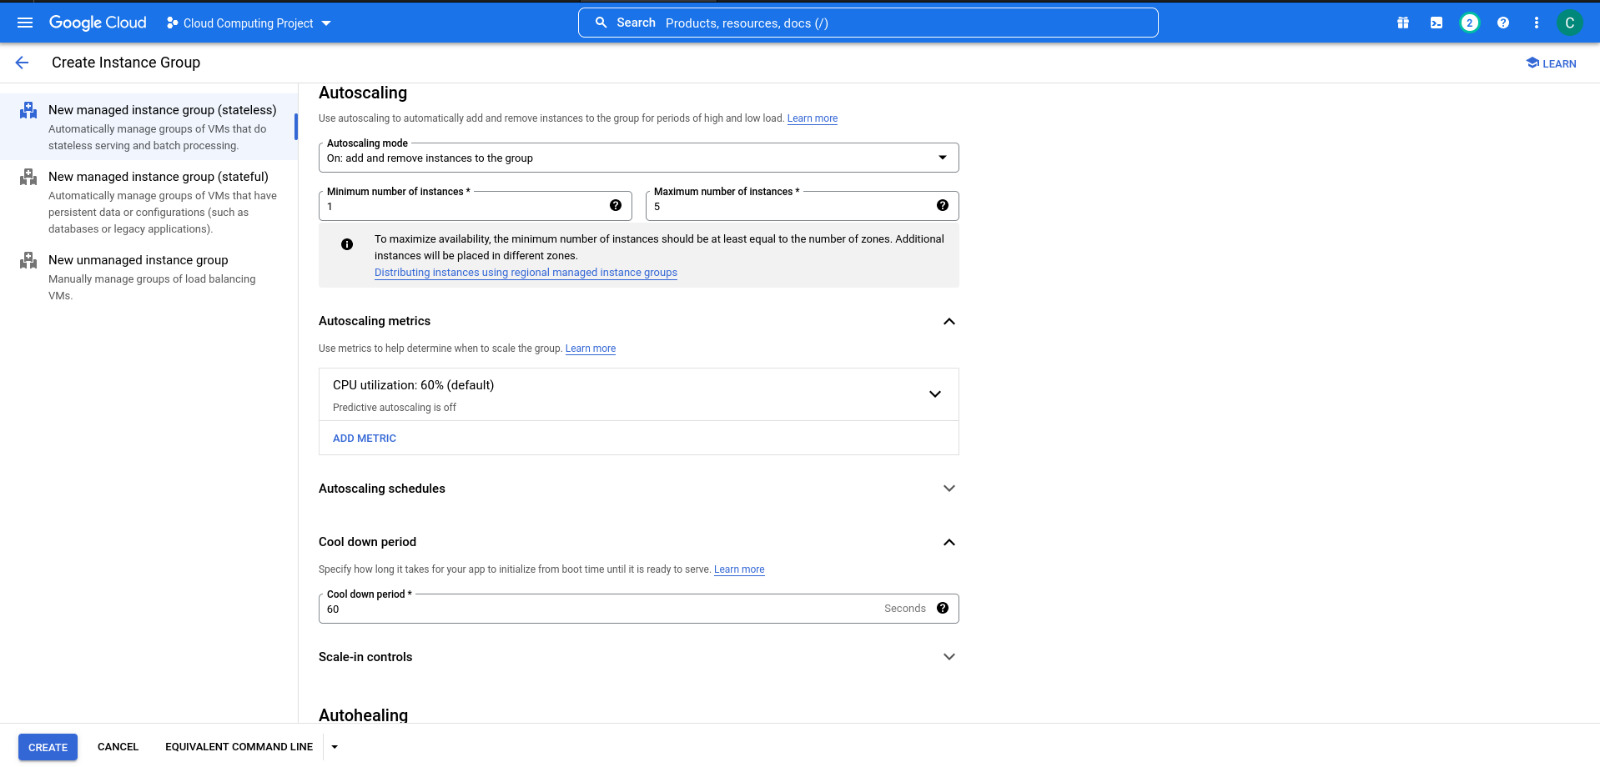 Google Cloud
Cloud Computing Project
Search Products, resources, docs (/)
2
C
Create Instance Group
LEARN
New managed instance group (stateless)
Automatically manage groups of VMs that do
stateless serving and batch processing.
New managed instance group (stateful)
Automatically manage groups of VMs that have
persistent data or configurations (such as
databases or legacy applications).
New unmanaged instance group
Manually manage groups of load balancing
VMs.
Autoscaling
Use autoscaling to automatically add and remove instances to the group for periods of high and low load. Learn more
Autoscaling mode
On: add and remove instances to the group
Minimum number of instances *
1
Maximum number of instances *
5
To maximize availability, the minimum number of instances should be at least equal to the number of zones. Additional
instances will be placed in different zones.
Distributing instances using regional managed instance groups
Autoscaling metrics
Use metrics to help determine when to scale the group. Learn more
CPU utilization: 60% (default)
Predictive autoscaling is off
ADD METRIC
Autoscaling schedules
Cool down period
Specify how long it takes for your app to initialize from boot time until it is ready to serve. Learn more
Cool down period *
60
Seconds
Scale-in controls
Autohealing
CREATE
CANCEL
EQUIVALENT COMMAND LINE